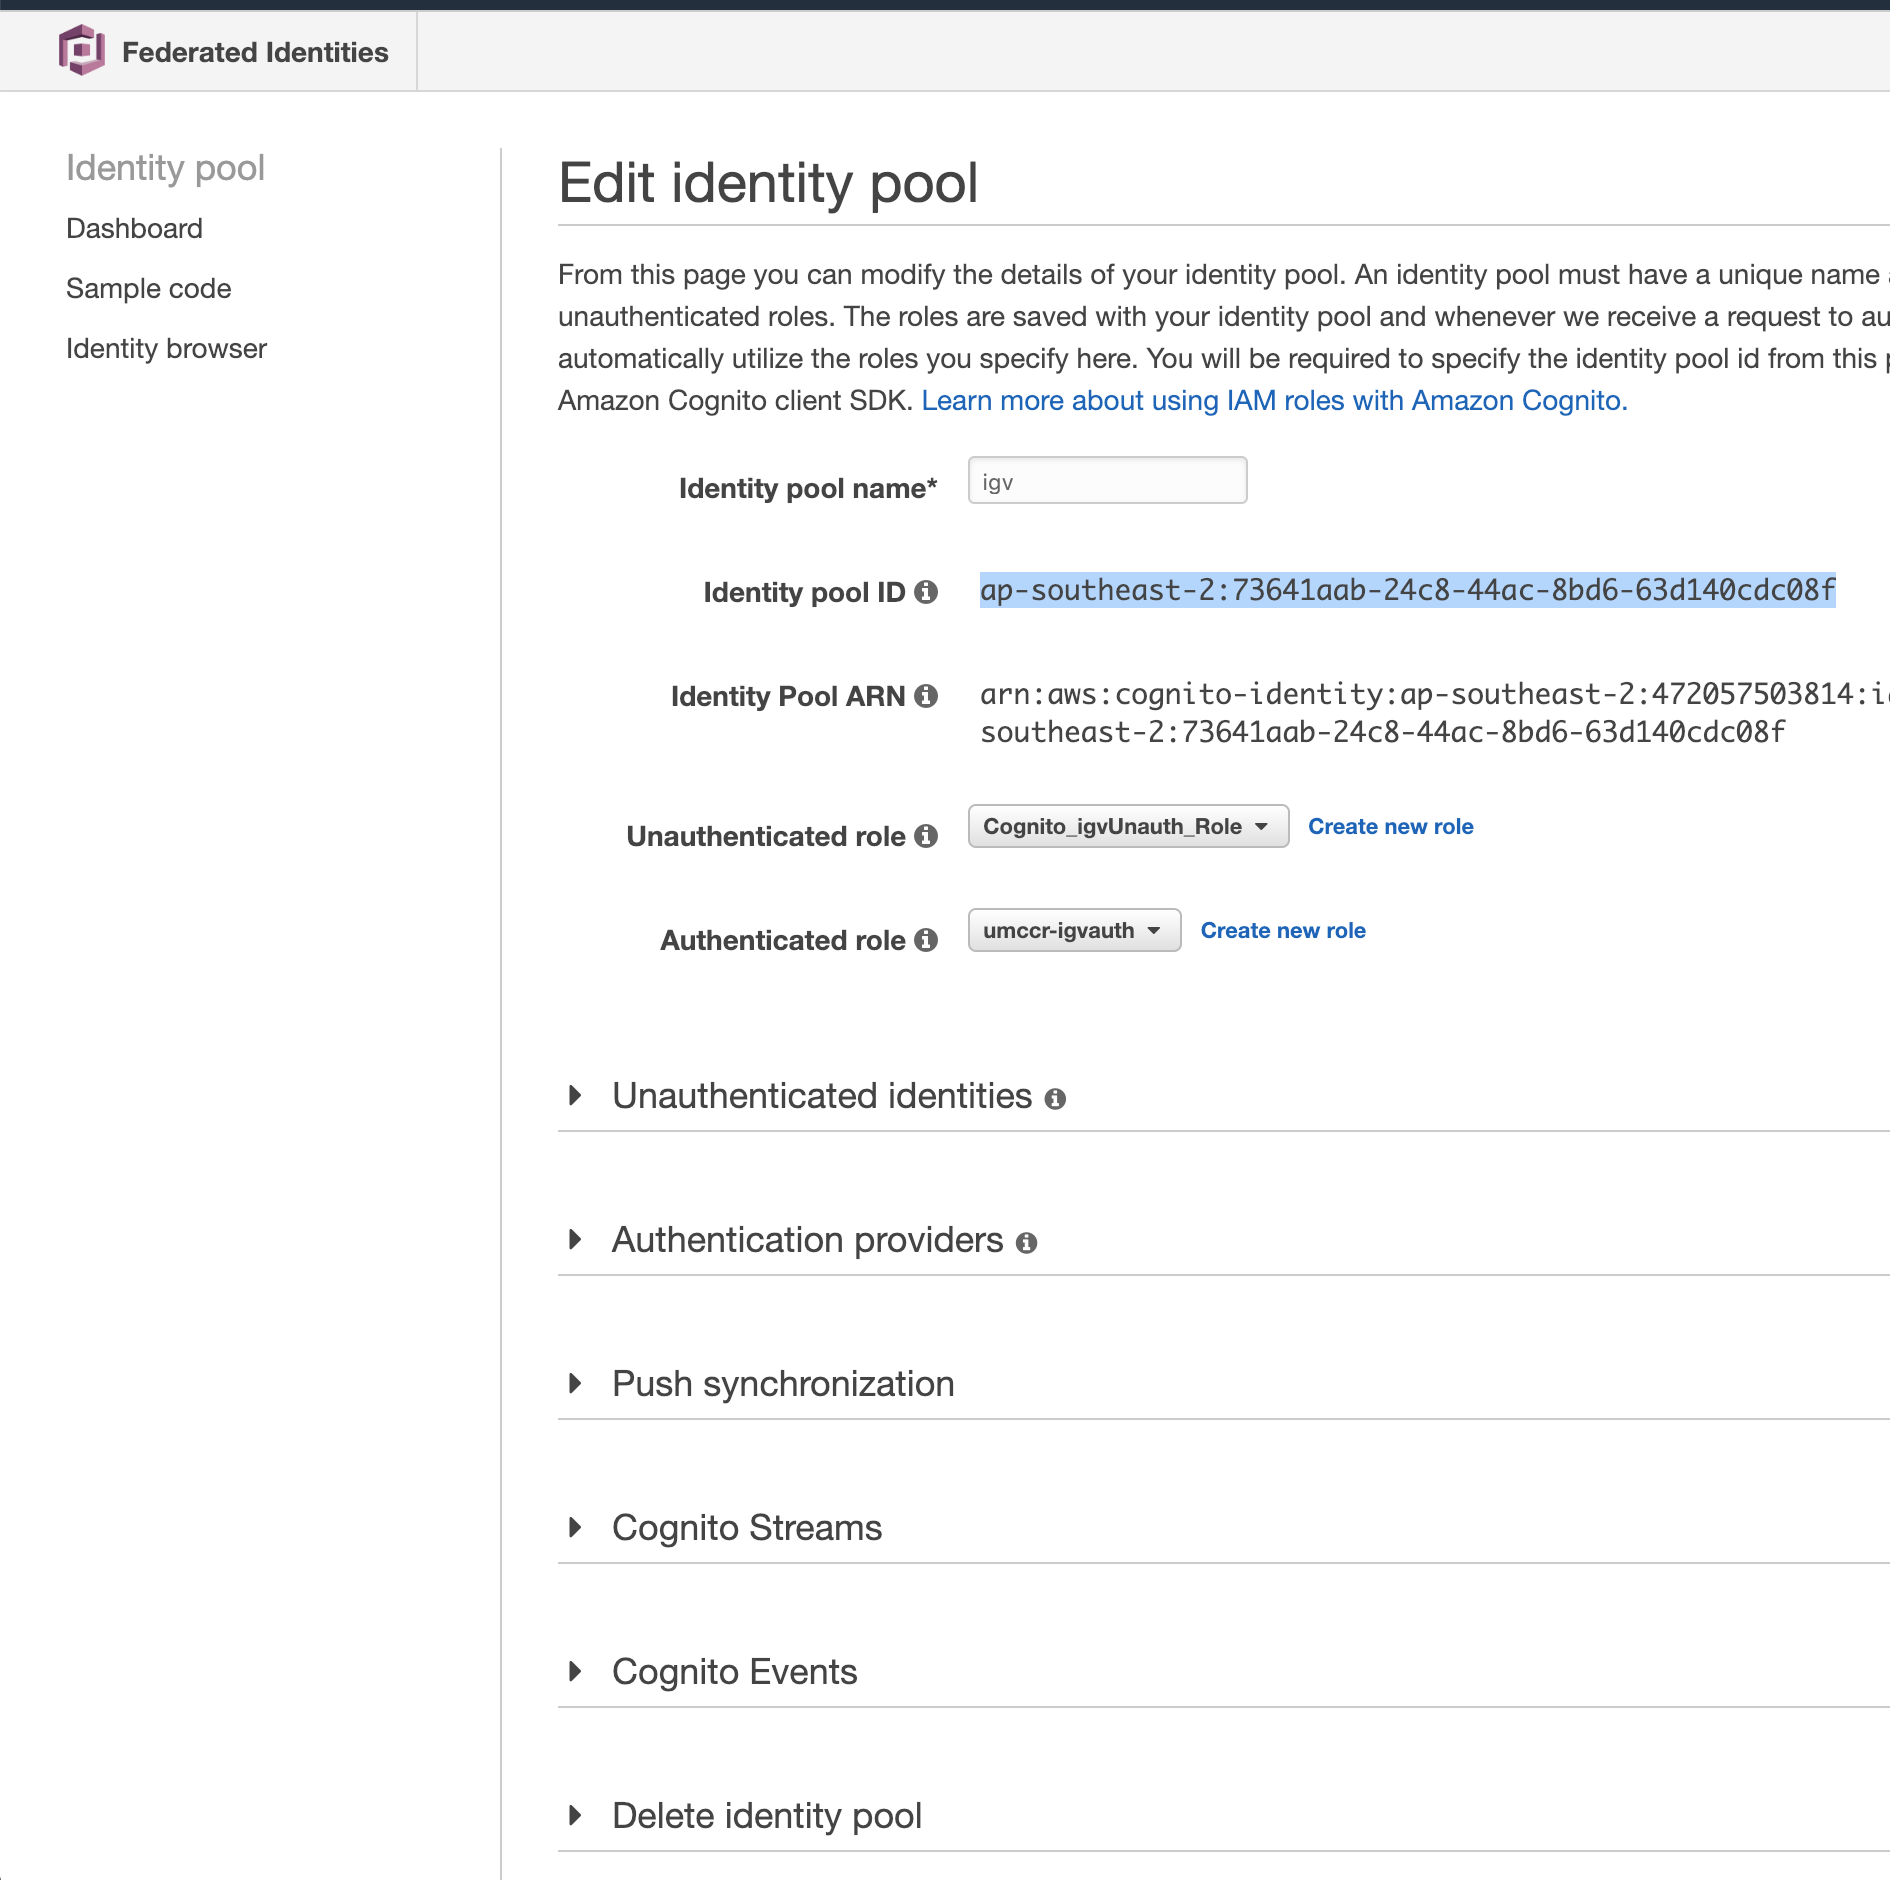 Federated Identities
Identity pool
Dashboard
Sample code
Identity browser
Edit identity pool
From this page you can modify the details of your identity pool. An identity pool must have a unique name
unauthenticated roles. The roles are saved with your identity pool and whenever we receive a request to au
automatically utilize the roles you specify here. You will be required to specify the identity pool id from this
Amazon Cognito client SDK. Learn more about using IAM roles with Amazon Cognito.
Identity pool name* igv
Identity pool ID ap-southeast-2:73641aab-24c8-44ac-8bd6-63d140cdc08f
Identity Pool ARN arn:aws:cognito-identity:ap-southeast-2:472057503814:i
southeast-2:73641aab-24c8-44ac-8bd6-63d140cdc08f
Unauthenticated role Cognito_igvUnauth_Role Create new role
Authenticated role umccr-igvauth Create new role
Unauthenticated identities
Authentication providers
Push synchronization
Cognito Streams
Cognito Events
Delete identity pool